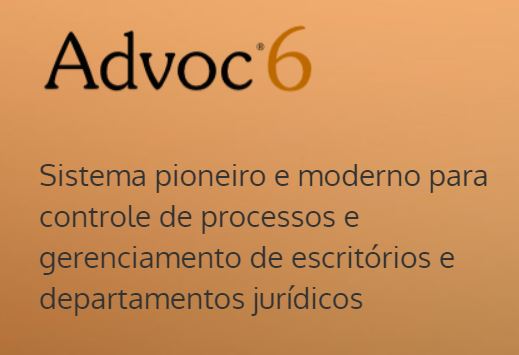 Advoc®6
Sistema pioneiro e moderno para
controle de processos e
gerenciamento de escritórios e
departamentos jurídicos